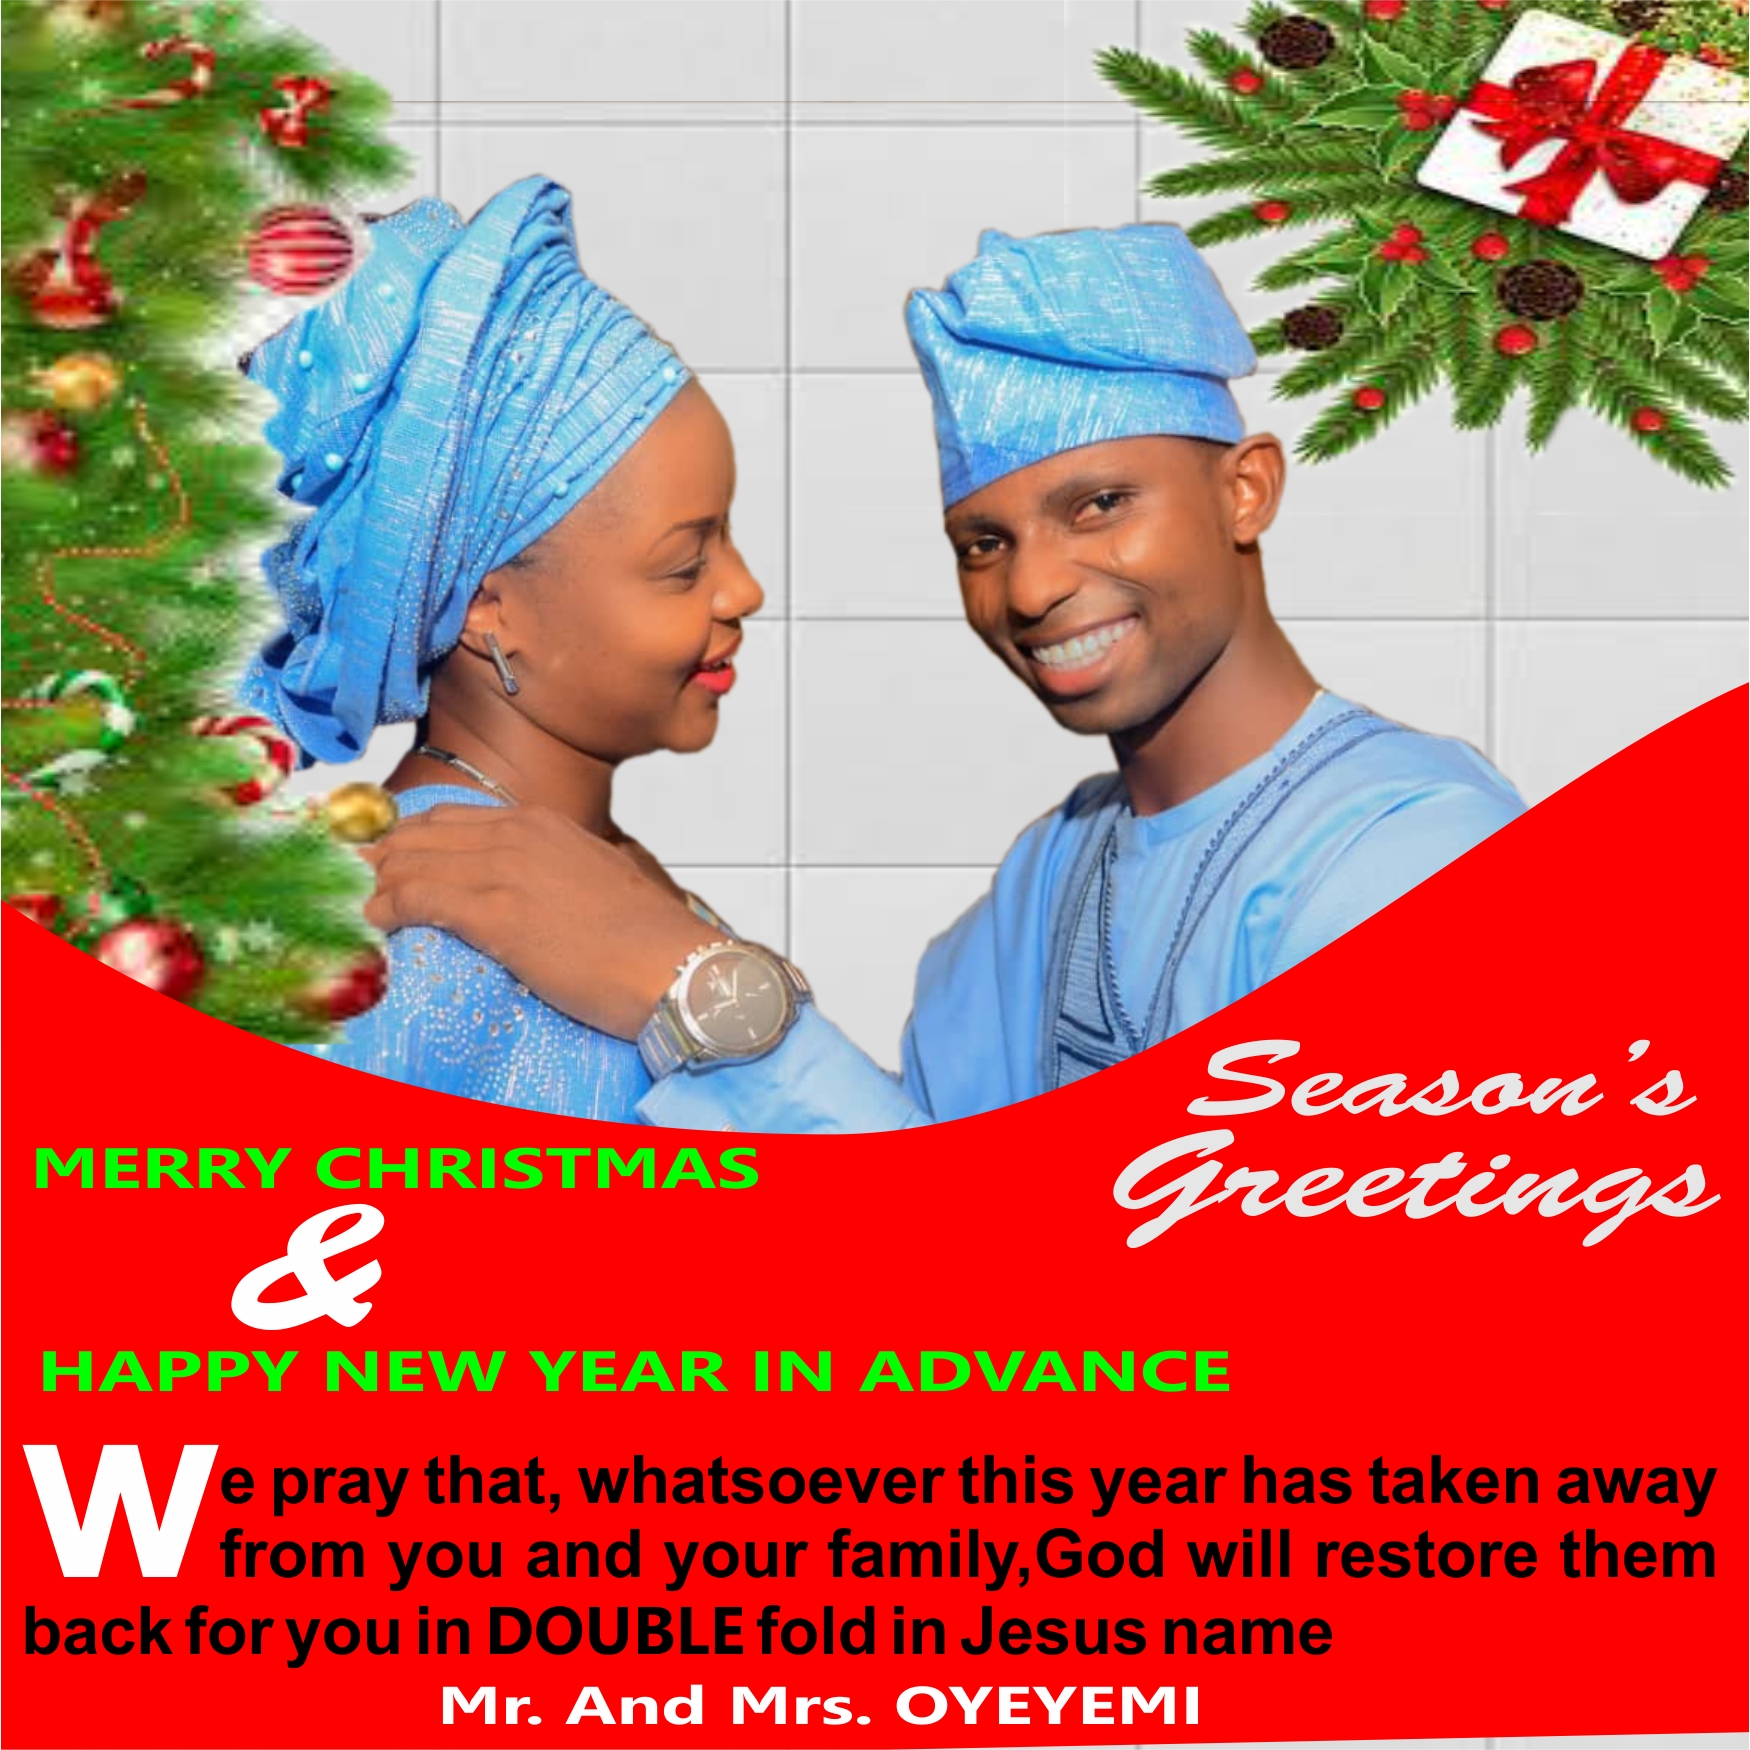 Season's
Greetings
MERRY CHRISTMAS
&
HAPPY NEW YEAR IN ADVANCE
We pray that, whatsoever this year has taken away
from you and your family,God will restore them
back for you in DOUBLE fold in Jesus name
Mr. And Mrs. OYEYEMI